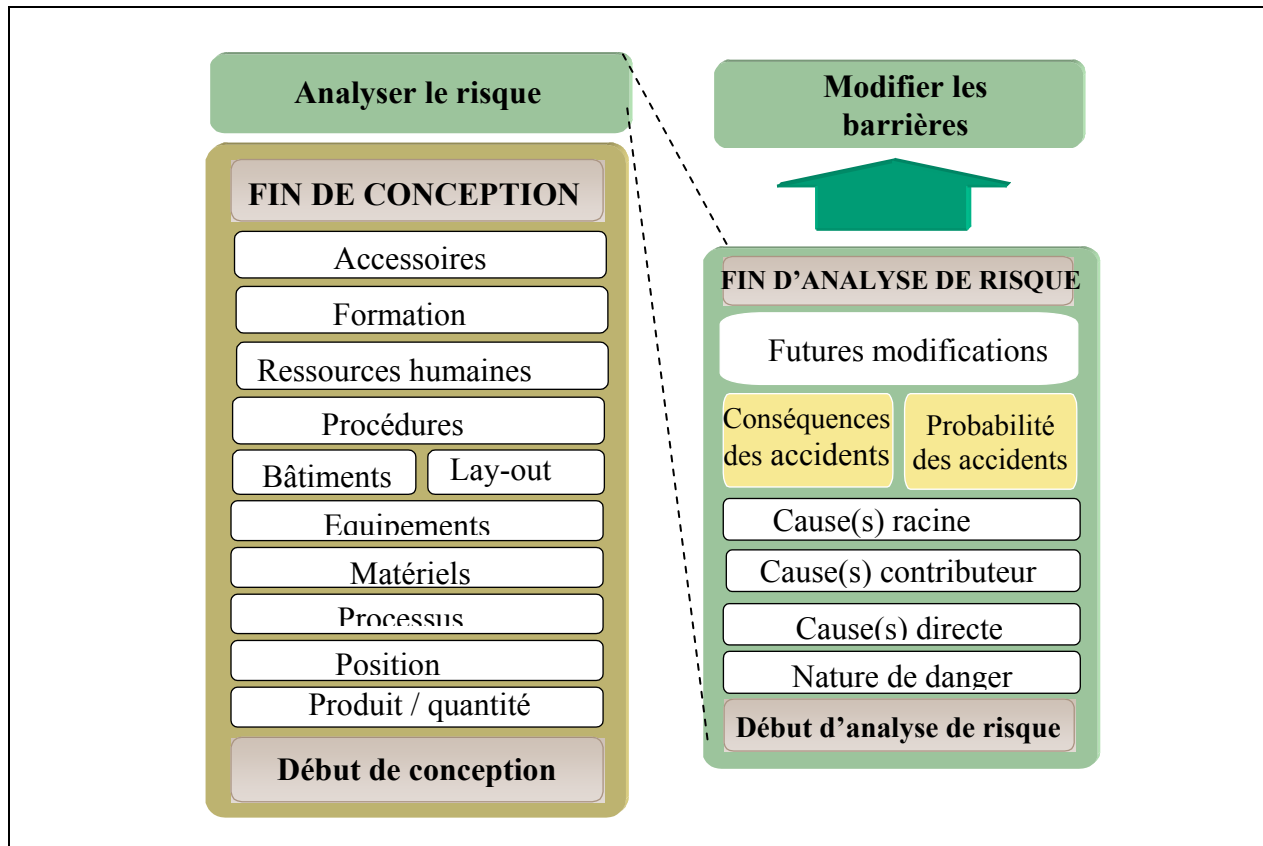 Analyser le risque
FIN DE CONCEPTION
Accessoires
Formation
Ressources humaines
Procédures
Bâtiments
Lay-out
Equipements
Matériels
Processus
Position
Produit / quantité
Début de conception
Modifier les
barrières
FIN D’ANALYSE DE RISQUE
Futures modifications
Conséquences
des accidents
Probabilité
des accidents
Cause(s) racine
Cause(s) contributeur
Cause(s) directe
Nature de danger
Début d’analyse de risque